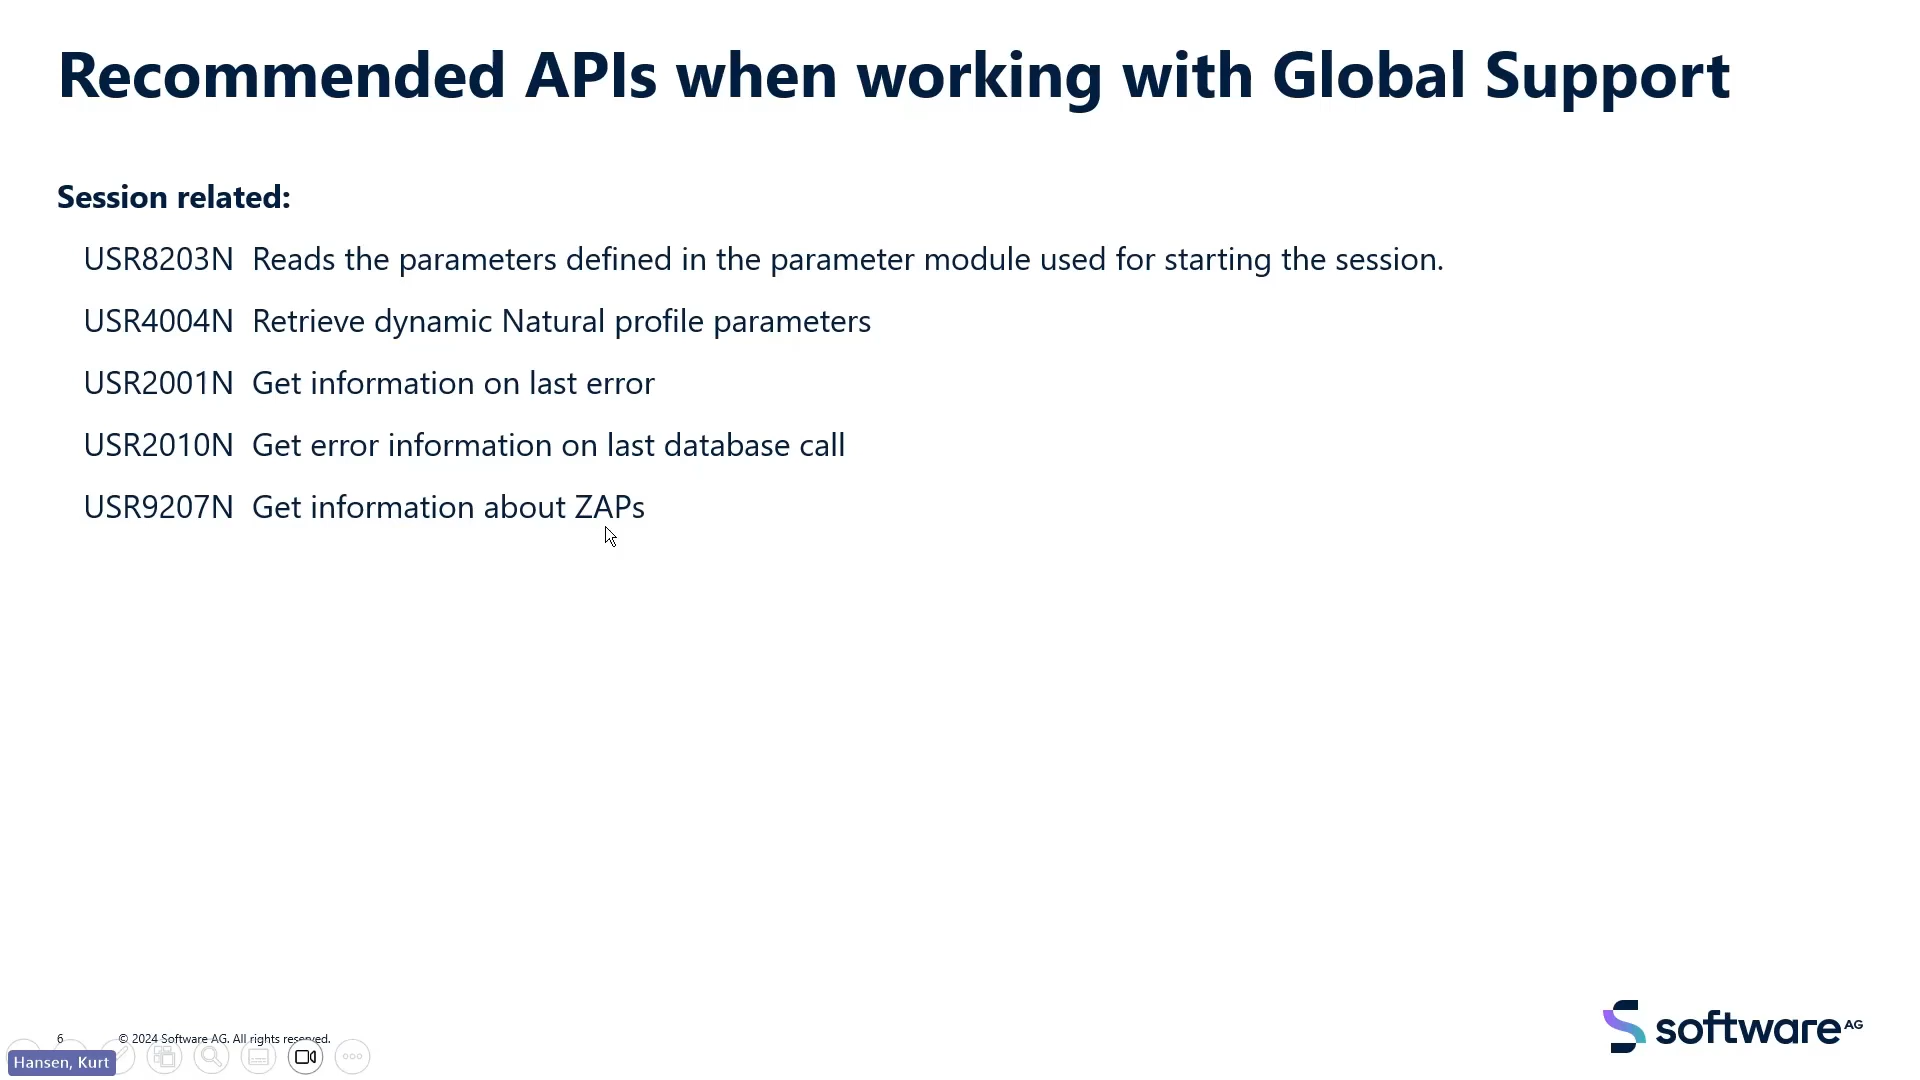 Recommended APIs when working with Global Support
Session related:
USR8203N Reads the parameters defined in the parameter module used for starting the session.
USR4004N Retrieve dynamic Natural profile parameters
USR2001N Get information on last error
USR2010N Get error information on last database call
USR9207N Get information about ZAPs
6 © 2024 Software AG. All rights reserved.
Hansen, Kurt
software AG